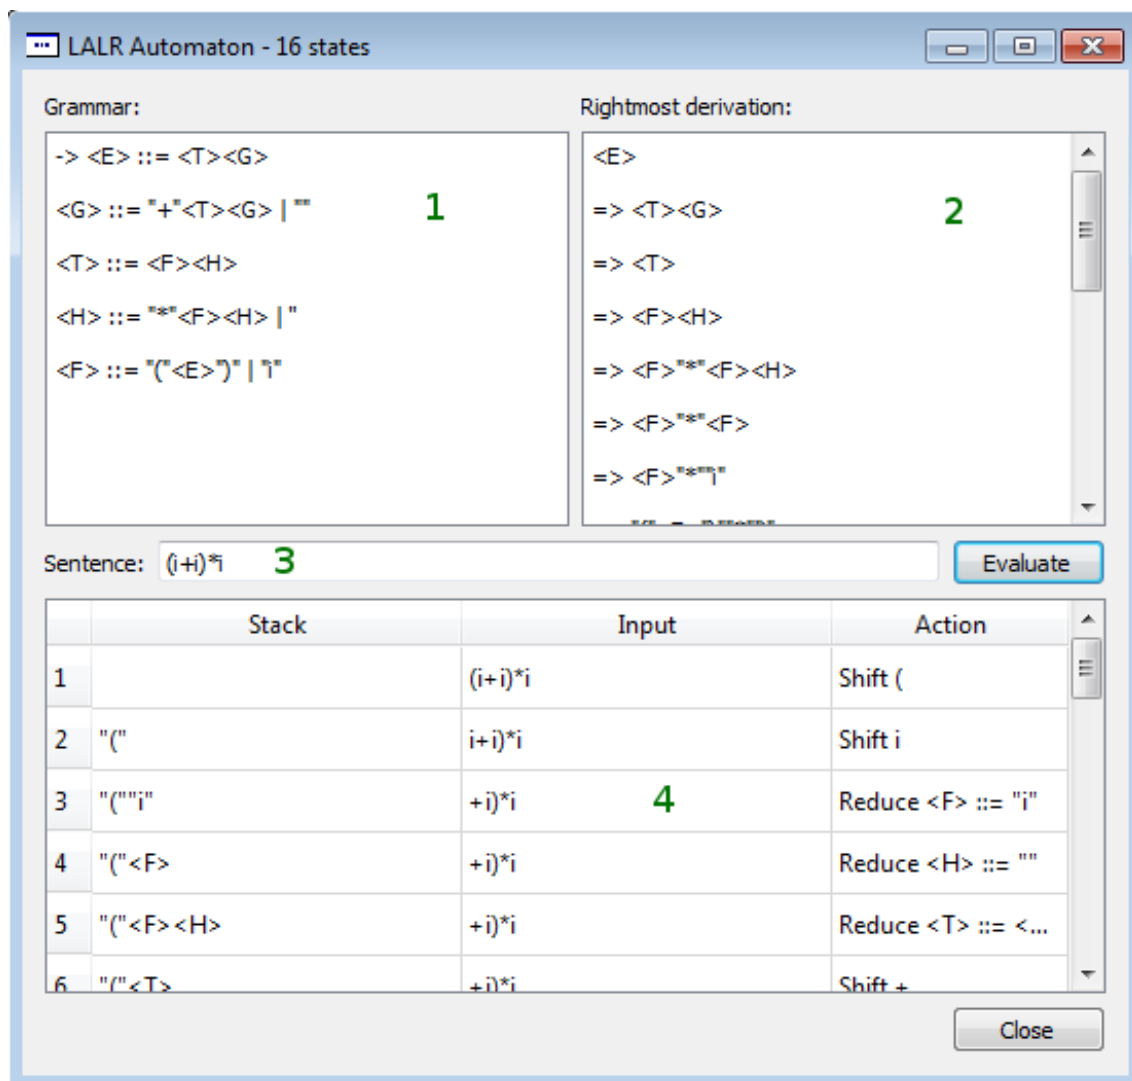 LALR Automaton - 16 states
Grammar:
Rightmost derivation:
-> <E> ::= <T><G>
<G> ::= "+"<T><G> | ""
<T> ::= <F><H>
<H> ::= "*"<F><H> | "
<F> ::= "("<E>")" | "i"
1
<E>
=> <T><G>
=> <T>
=> <F><H>
=> <F>"*"<F><H>
=> <F>"*"<F>
=> <F>"*""i"
2
Sentence: (i+i)*i 3 Evaluate
Stack Input Action
1 (i+i)*i Shift (
2 "(" i+i)*i Shift i
3 "(""i" +i)*i Reduce <F> ::= "i"
4 "("<F> +i)*i Reduce <H> ::= ""
5 "("<F><H> +i)*i Reduce <T> ::= <...
6 "("<T> +i)*i Shift +
4
Close